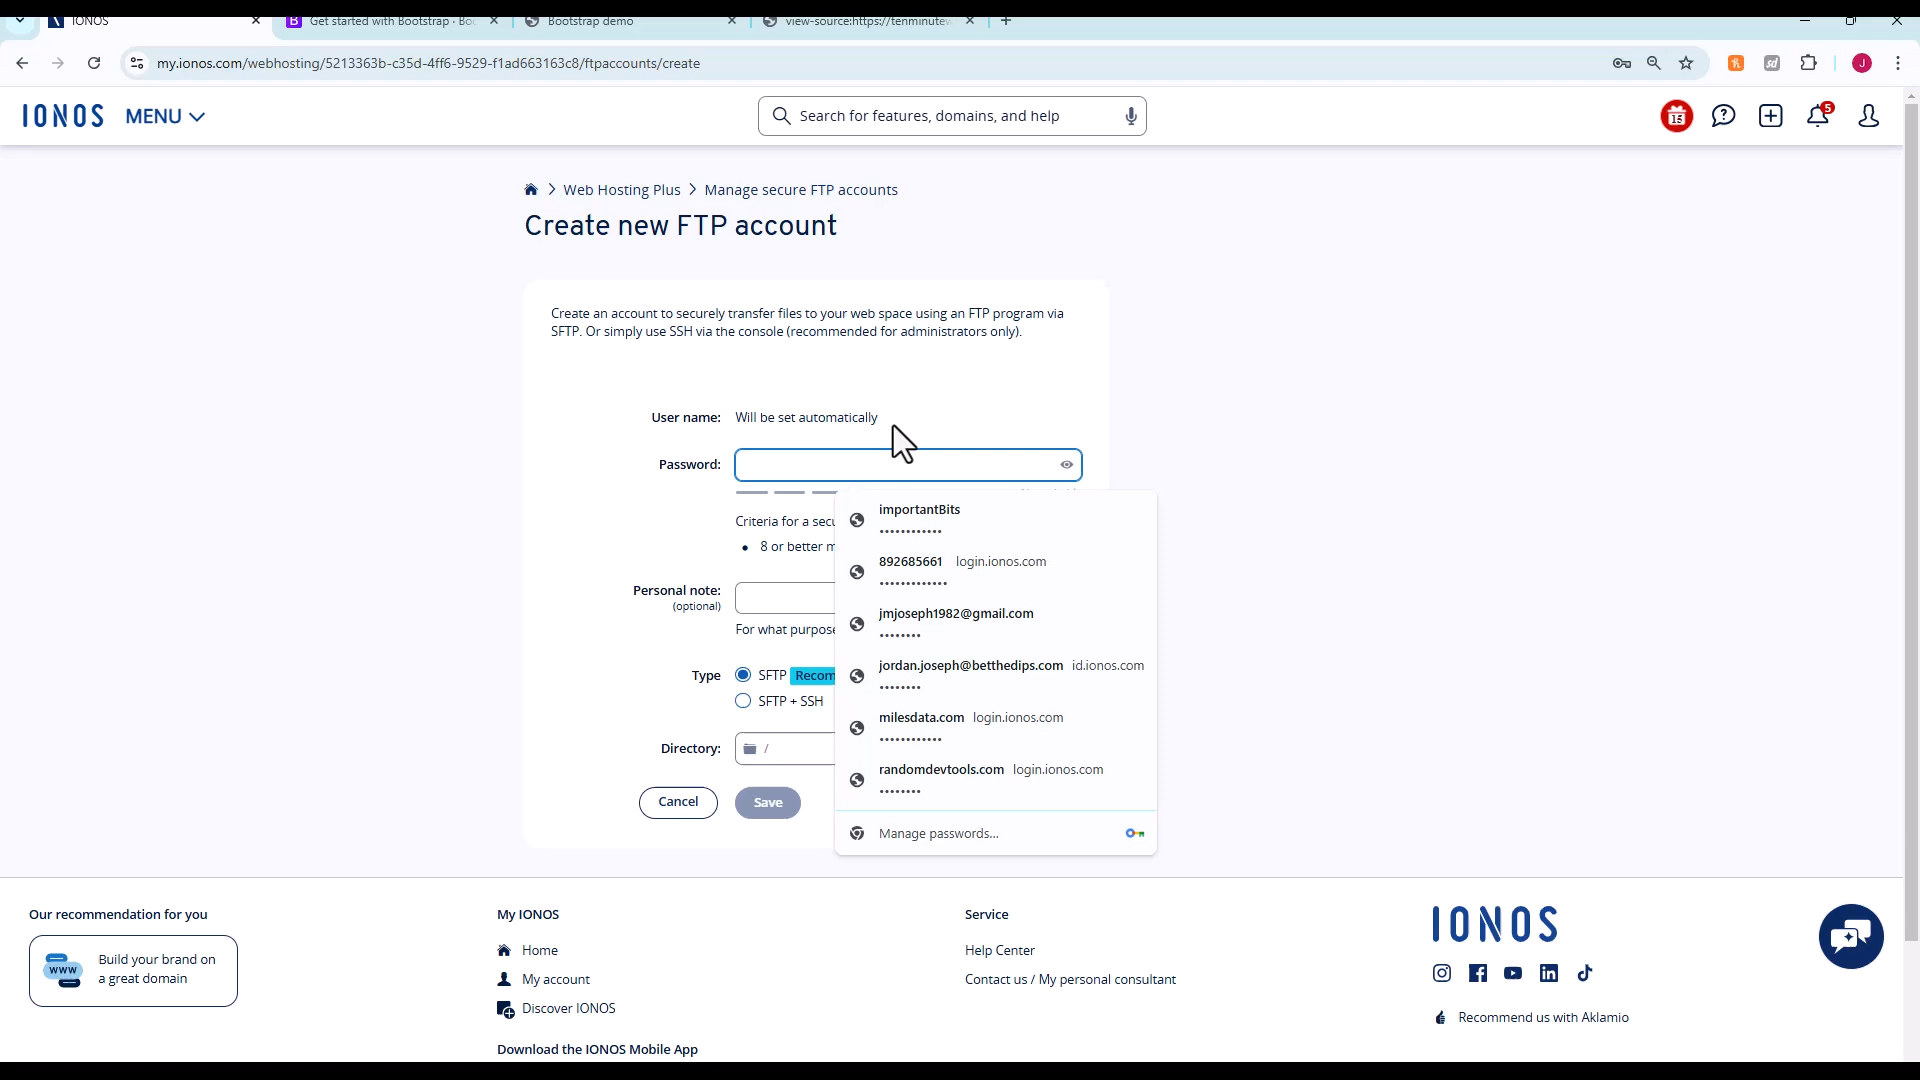 IONOS
Get started with Bootstrap · Boo
Bootstrap demo
view-source:https://tenminutew
my.ionos.com/webhosting/5213363b-c35d-4ff6-9529-f1ad663163c8/ftpaccounts/create
J
IONOS
MENU
Search for features, domains, and help
15
5
Web Hosting Plus
Manage secure FTP accounts
Create new FTP account
Create an account to securely transfer files to your web space using an FTP program via
SFTP. Or simply use SSH via the console (recommended for administrators only).
User name: Will be set automatically
Password:
Criteria for a secu
• 8 or better m
Personal note:
(optional)
For what purpose
Type
SFTP Recom
SFTP + SSH
Directory: /
Cancel
Save
importantBits
892685661 login.ionos.com
jmjoseph1982@gmail.com
jordan.joseph@betthedips.com id.ionos.com
milesdata.com login.ionos.com
randomdevtools.com login.ionos.com
Manage passwords...
Our recommendation for you
www
Build your brand on
a great domain
My IONOS
Home
My account
Discover IONOS
Download the IONOS Mobile App
Service
Help Center
Contact us / My personal consultant
IONOS
Recommend us with Aklamio